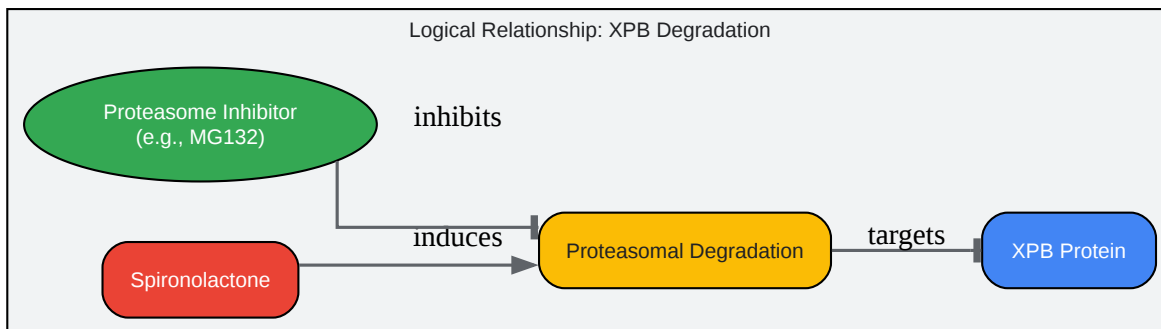 Logical Relationship: XPB Degradation
Proteasome Inhibitor
(e.g., MG132)
inhibits
induces
Spironolactone
Proteasomal Degradation
targets
XPB Protein